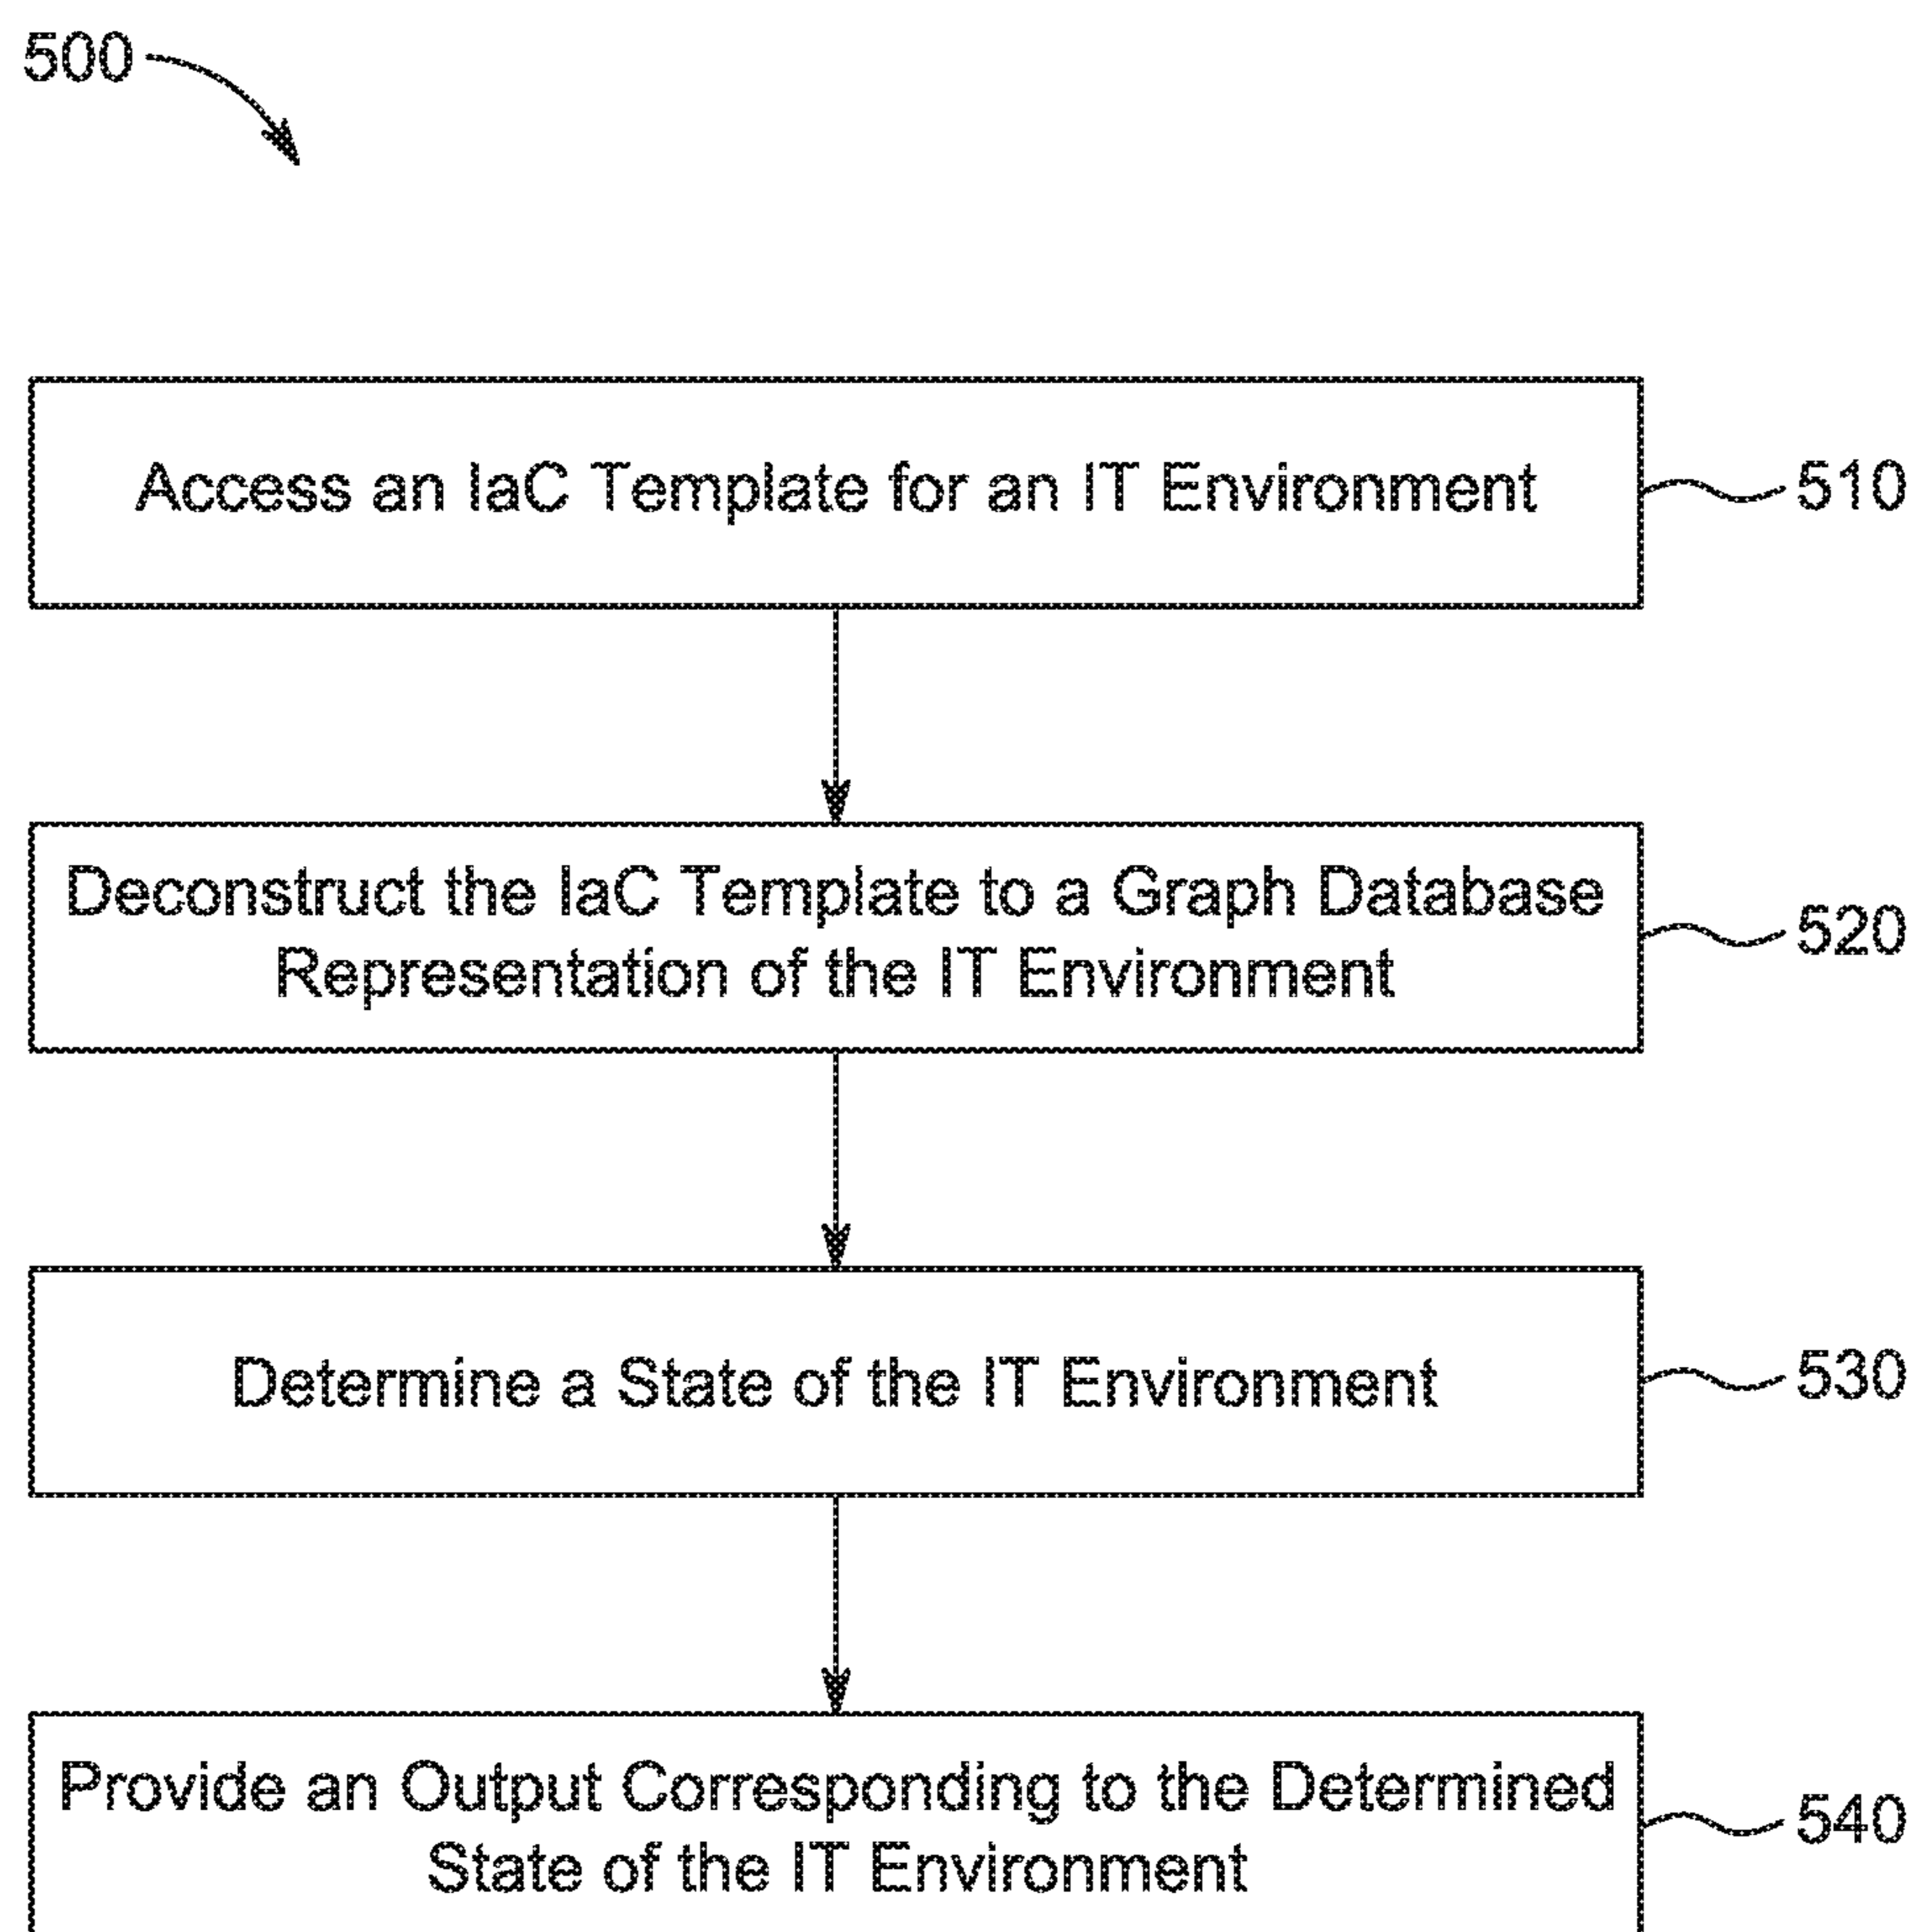 500
Access an IaC Template for an IT Environment
510
Deconstruct the IaC Template to a Graph Database
Representation of the IT Environment
520
Determine a State of the IT Environment
530
Provide an Output Corresponding to the Determined
State of the IT Environment
540